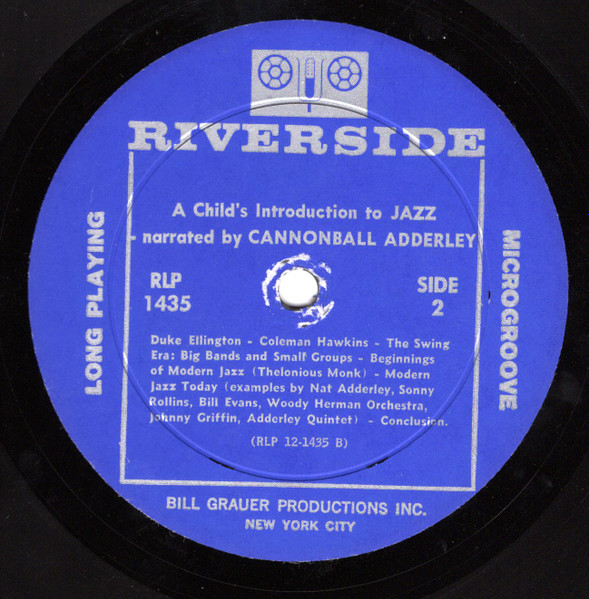 RIVERSIDE
A Child's Introduction to JAZZ
- narrated by CANNONBALL ADDERLEY
LONG PLAYING
MICROGROOVE
RLP
1435
SIDE
2
Duke Ellington - Coleman Hawkins - The Swing
Era: Big Bands and Small Groups - Beginnings
of Modern Jazz (Thelonious Monk) - Modern
Jazz Today (examples by Nat Adderley, Sonny
Rollins, Bill Evans, Woody Herman Orchestra,
Johnny Griffin, Adderley Quintet) - Conclusion.
(RLP 12-1435 B)
BILL GRAUER PRODUCTIONS INC.
NEW YORK CITY